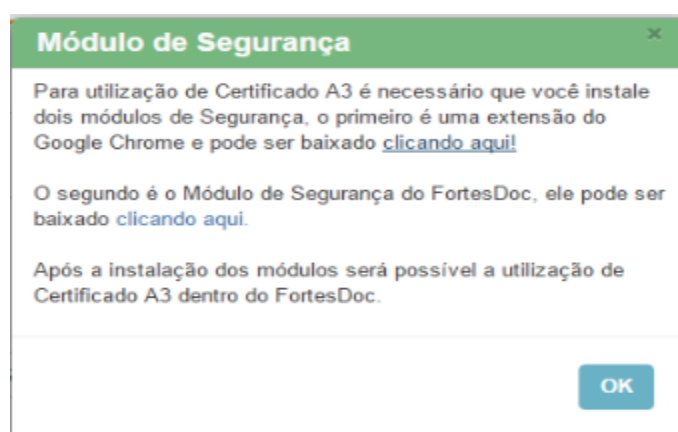 Módulo de Segurança
×
Para utilização de Certificado A3 é necessário que você instale
dois módulos de Segurança, o primeiro é uma extensão do
Google Chrome e pode ser baixado clicando aqui!
O segundo é o Módulo de Segurança do FortesDoc, ele pode ser
baixado clicando aqui.
Após a instalação dos módulos será possível a utilização de
Certificado A3 dentro do FortesDoc.
OK